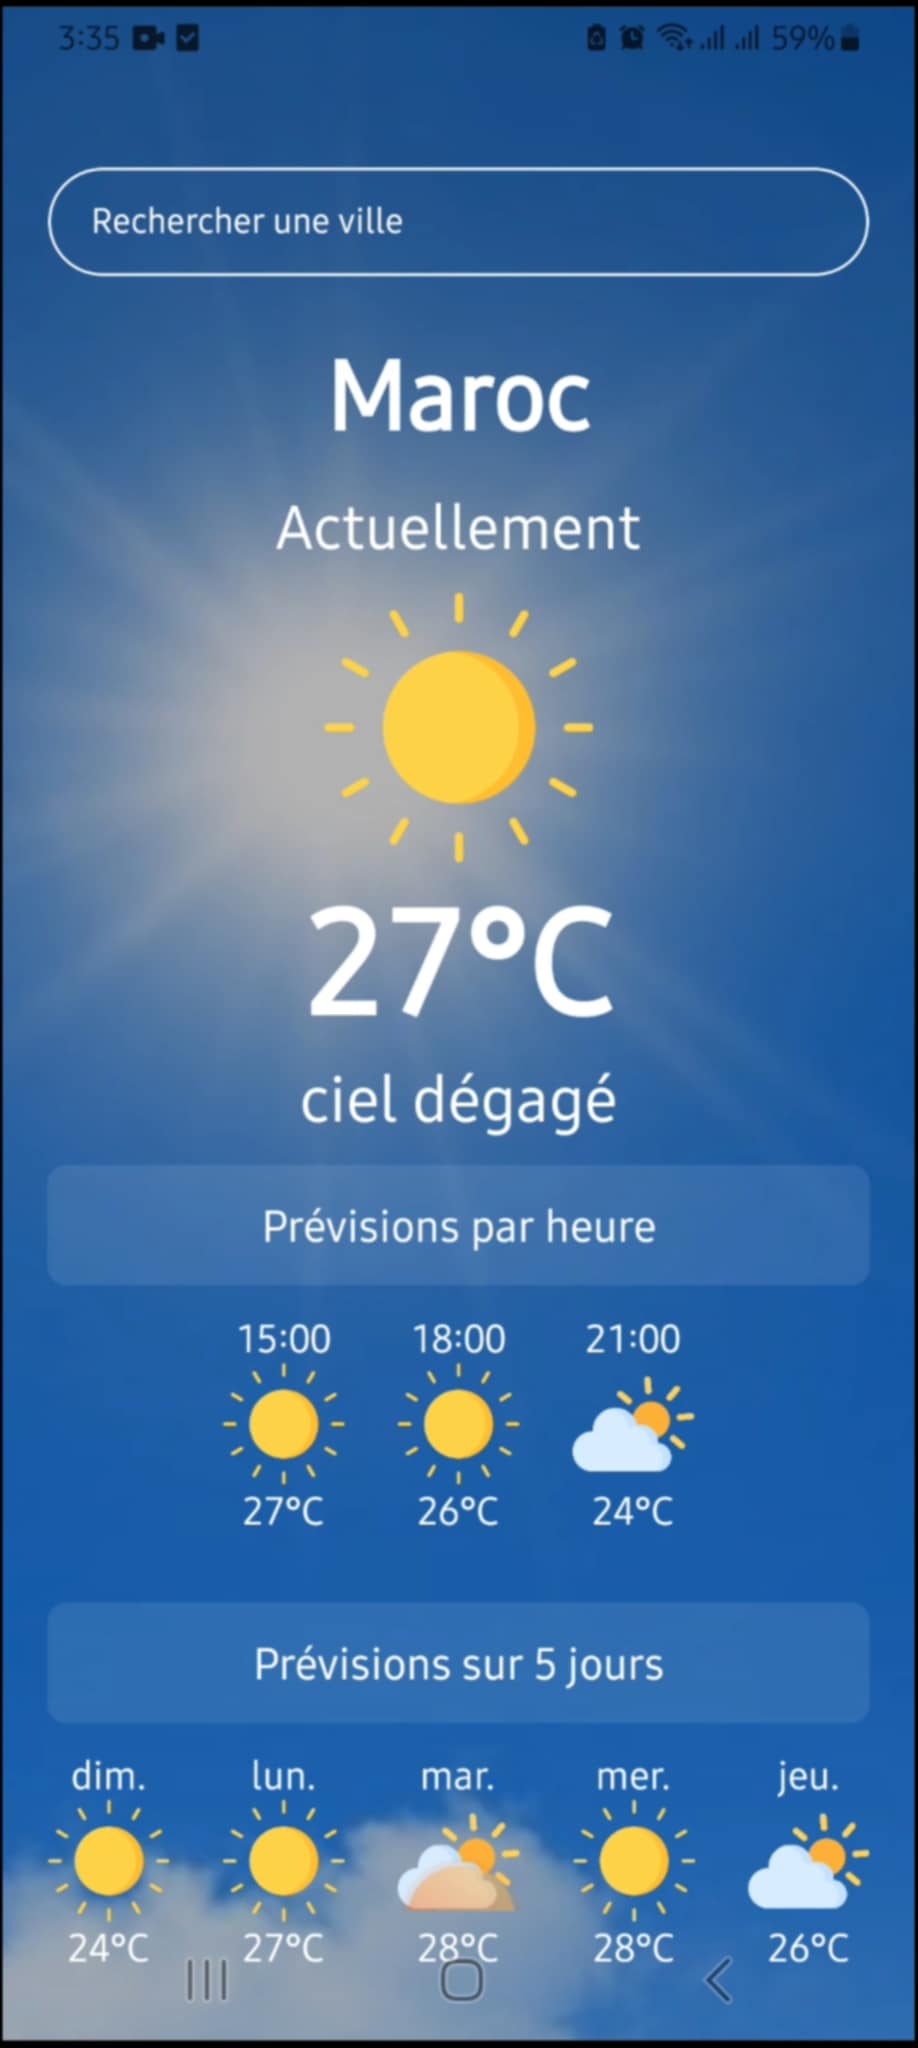 3:35 59%
Rechercher une ville
Maroc
Actuellement
27°C
ciel dégagé
Prévisions par heure
15:00 18:00 21:00
27°C 26°C 24°C
Prévisions sur 5 jours
dim. lun. mar. mer. jeu.
24°C 27°C 28°C 28°C 26°C